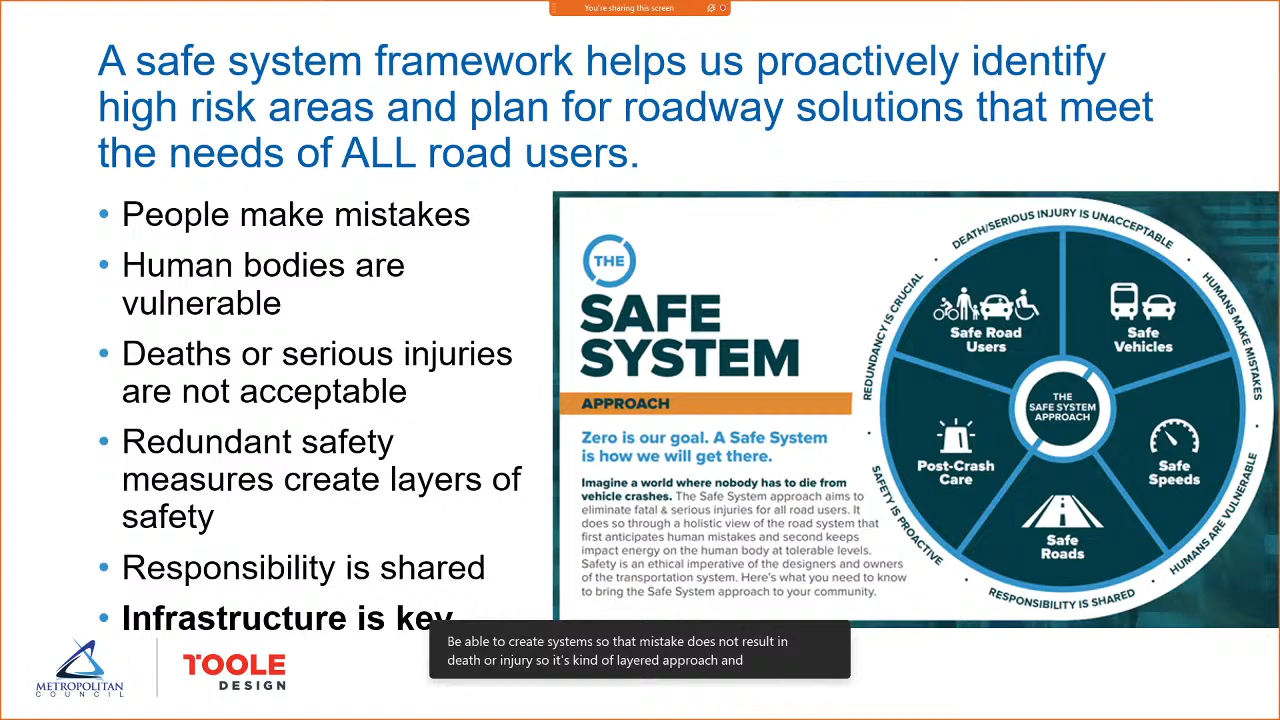 You're sharing this screen
A safe system framework helps us proactively identify
high risk areas and plan for roadway solutions that meet
the needs of ALL road users.
• People make mistakes
• Human bodies are
vulnerable
• Deaths or serious injuries
are not acceptable
• Redundant safety
measures create layers of
safety
• Responsibility is shared
• Infrastructure is key
THE
SAFE
SYSTEM
APPROACH
Zero is our goal. A Safe System
is how we will get there.
Imagine a world where nobody has to die from
vehicle crashes. The Safe System approach aims to
eliminate fatal & serious injuries for all road users. It
does so through a holistic view of the road system that
first anticipates human mistakes and second keeps
impact energy on the human body at tolerable levels.
Safety is an ethical imperative of the designers and owners
of the transportation system. Here's what you need to know
to bring the Safe System approach to your community.
DEATH/SERIOUS INJURY IS UNACCEPTABLE
HUMANS MAKE MISTAKES
HUMANS ARE VULNERABLE
RESPONSIBILITY IS SHARED
SAFETY IS PROACTIVE
REDUNDANCY IS CRUCIAL
Safe Road
Users
Safe
Vehicles
Safe
Speeds
Safe
Roads
Post-Crash
Care
THE
SAFE SYSTEM
APPROACH
Be able to create systems so that mistake does not result in
death or injury so it's kind of layered approach and
METROPOLITAN
COUNCIL
TOOLE
DESIGN